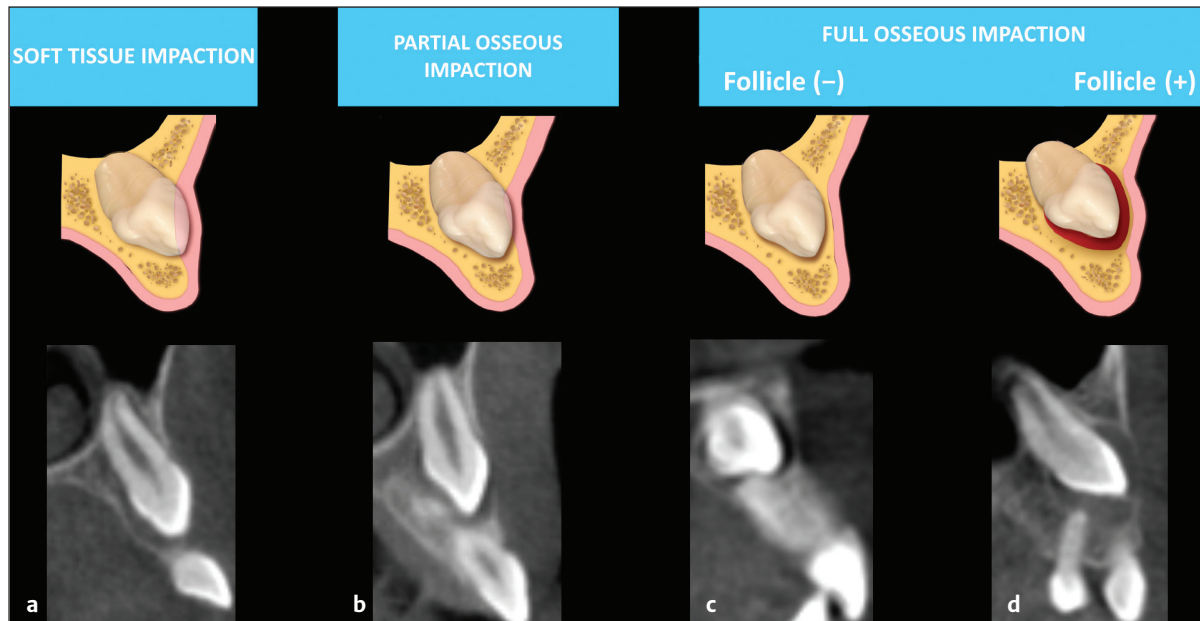 SOFT TISSUE IMPACTION
PARTIAL OSSEOUS
IMPACTION
FULL OSSEOUS IMPACTION
Follicle (−)
Follicle (+)
a
b
c
d